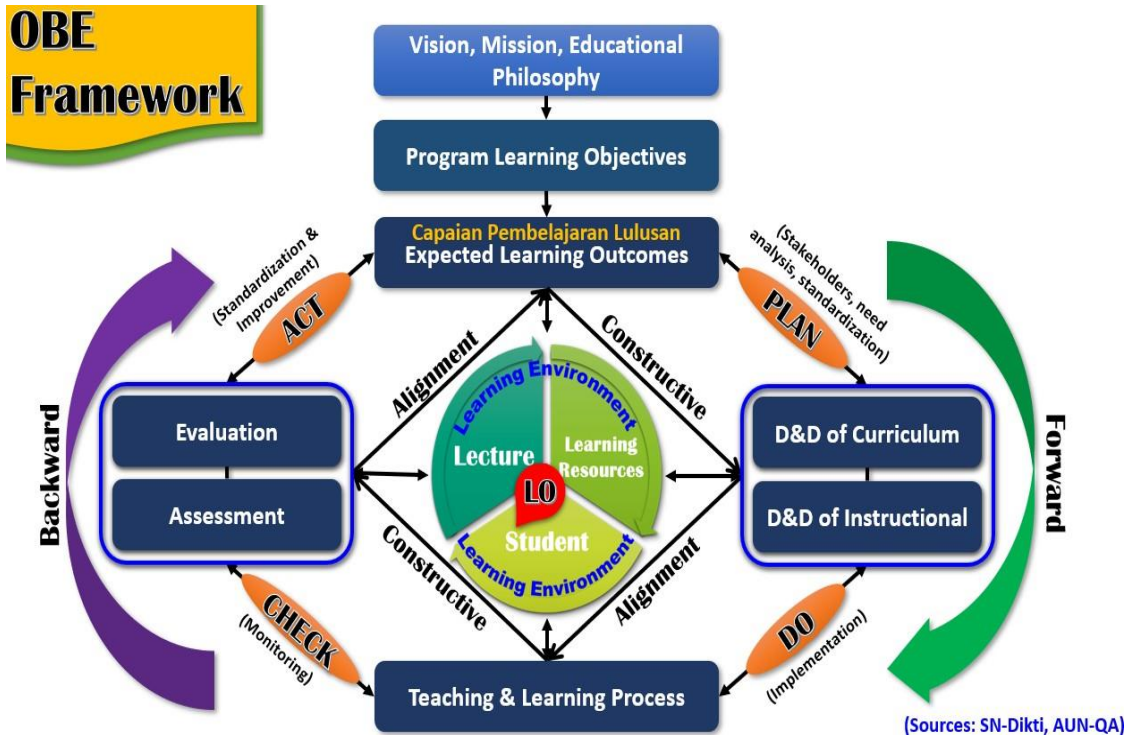 OBE
Framework
Vision, Mission, Educational
Philosophy
Program Learning Objectives
Capaian Pembelajaran Lulusan
Expected Learning Outcomes
(Standardization &
Improvement)
ACT
(Stakeholders, need
analysis, standardization)
PLAN
Alignment
Constructive
Backward
Evaluation
Assessment
Learning Environment
Lecture
Learning
Resources
LO
Student
Learning Environment
D&D of Curriculum
D&D of Instructional
Forward
Constructive
Alignment
CHECK
(Monitoring)
DO
(Implementation)
Teaching & Learning Process
(Sources: SN-Dikti, AUN-QA)